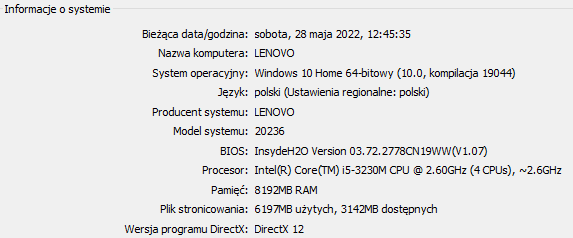 Informacje o systemie
Bieżąca data/godzina: sobota, 28 maja 2022, 12:45:35
Nazwa komputera: LENOVO
System operacyjny: Windows 10 Home 64-bitowy (10.0, kompilacja 19044)
Język: polski (Ustawienia regionalne: polski)
Producent systemu: LENOVO
Model systemu: 20236
BIOS: InsydeH2O Version 03.72.2778CN19WW(V1.07)
Procesor: Intel(R) Core(TM) i5-3230M CPU @ 2.60GHz (4 CPUs), ~2.6GHz
Pamięć: 8192MB RAM
Plik stronicowania: 6197MB użytych, 3142MB dostępnych
Wersja programu DirectX: DirectX 12